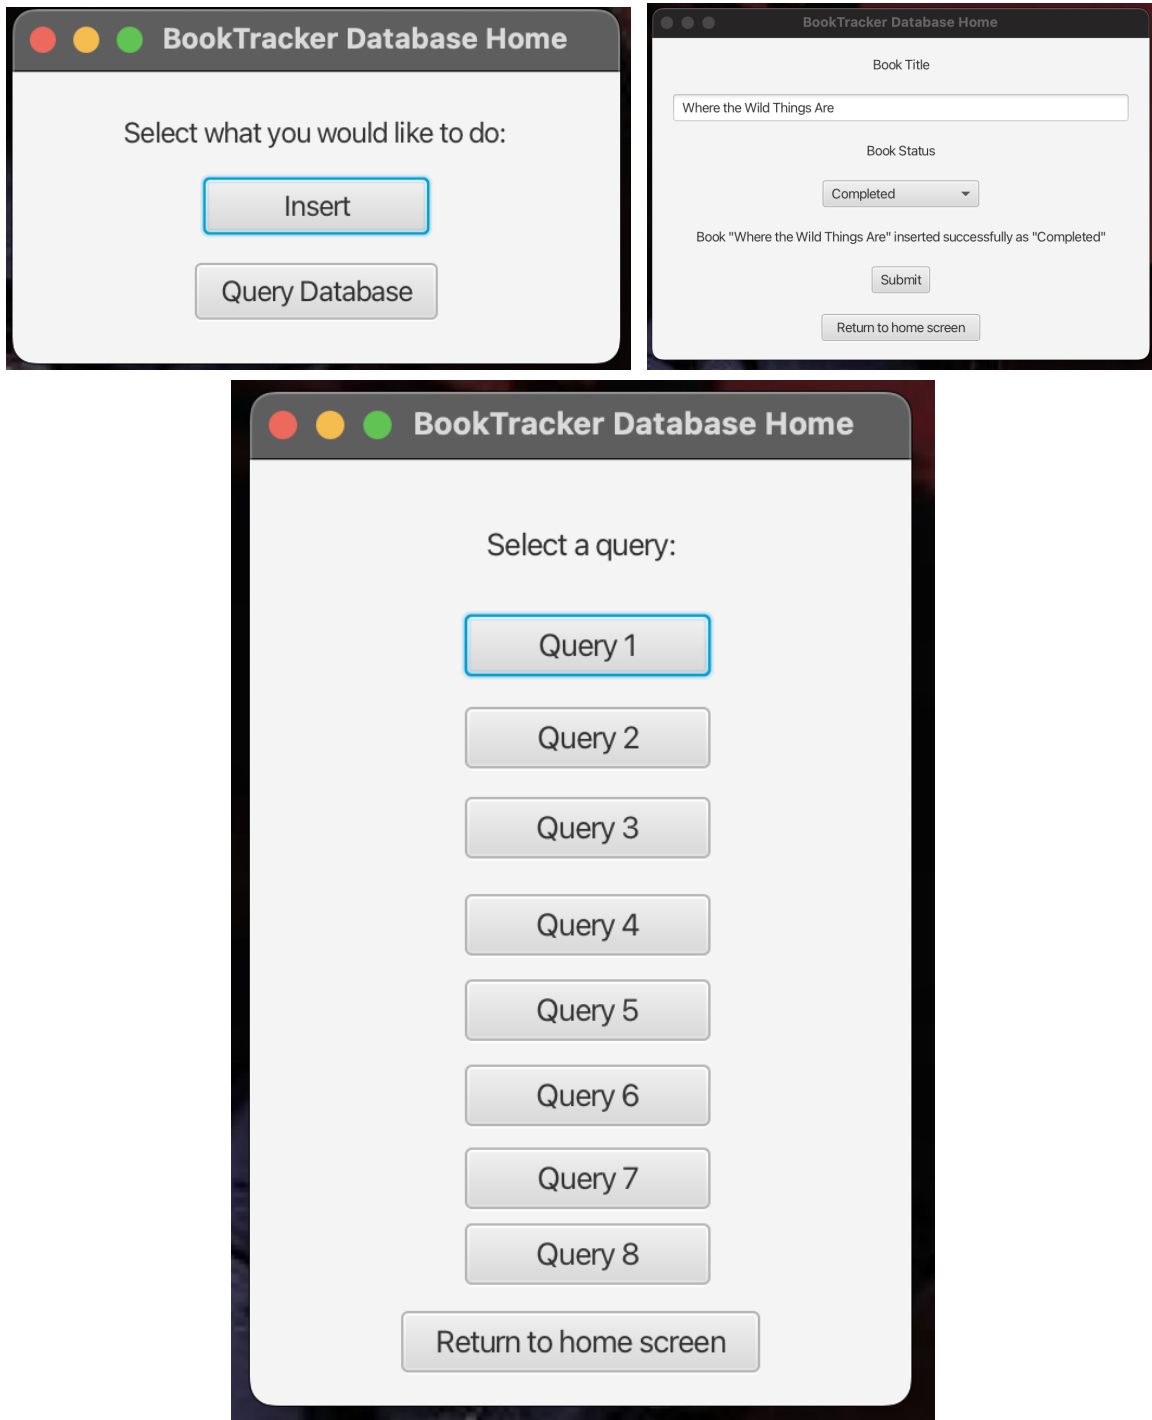 BookTracker Database Home
Select what you would like to do:
Insert
Query Database
BookTracker Database Home
Book Title
Where the Wild Things Are
Book Status
Completed
Book "Where the Wild Things Are" inserted successfully as "Completed"
Submit
Return to home screen
BookTracker Database Home
Select a query:
Query 1
Query 2
Query 3
Query 4
Query 5
Query 6
Query 7
Query 8
Return to home screen